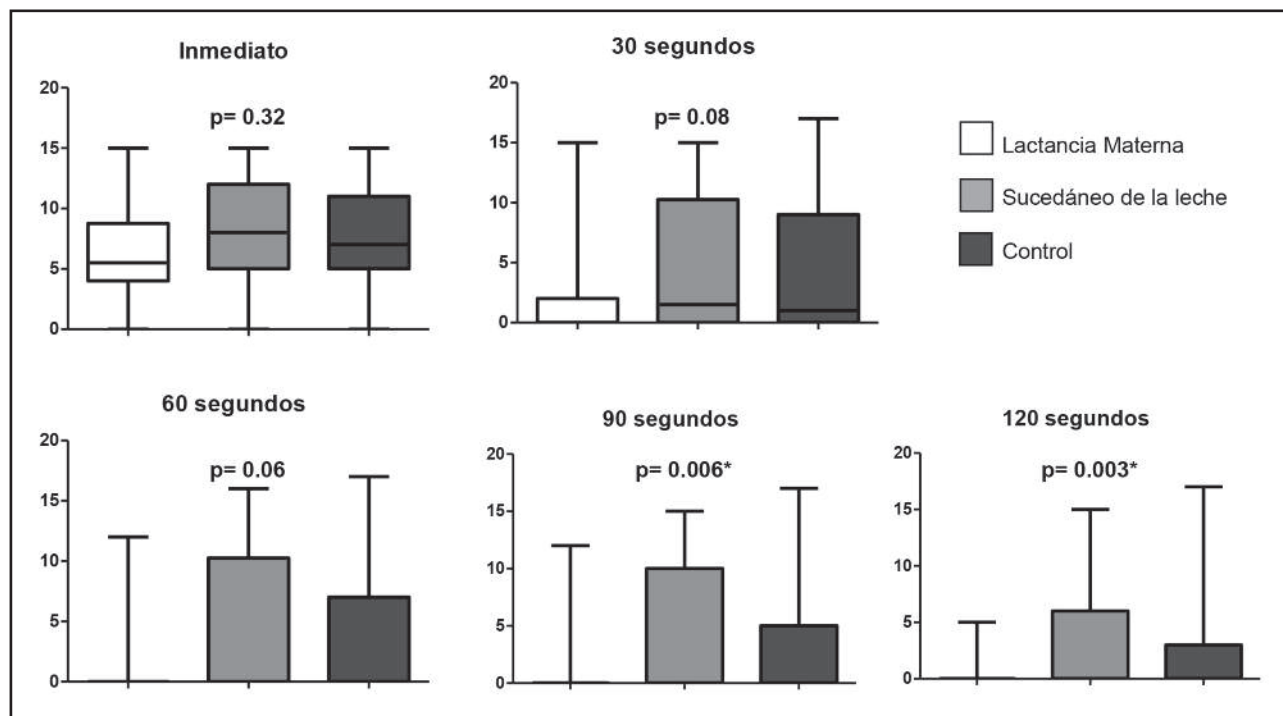 Inmediato
20
15
10
5
0
p= 0.32
30 segundos
20
15
10
5
0
p= 0.08
Lactancia Materna
Sucedáneo de la leche
Control
60 segundos
20
15
10
5
0
p= 0.06
90 segundos
20
15
10
5
0
p= 0.006*
120 segundos
20
15
10
5
0
p= 0.003*